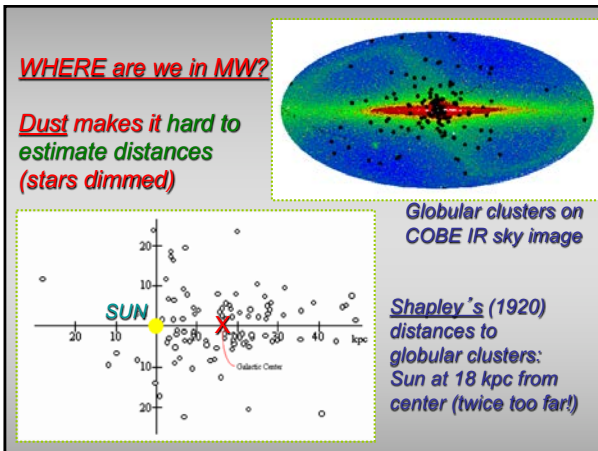 WHERE are we in MW?
Dust makes it hard to
estimate distances
(stars dimmed)
Globular clusters on
COBE IR sky image
20
10
SUN
X
20
10
10
20
30
40
kpc
Galactic Center
10
20
Shapley's (1920)
distances to
globular clusters:
Sun at 18 kpc from
center (twice too far!)